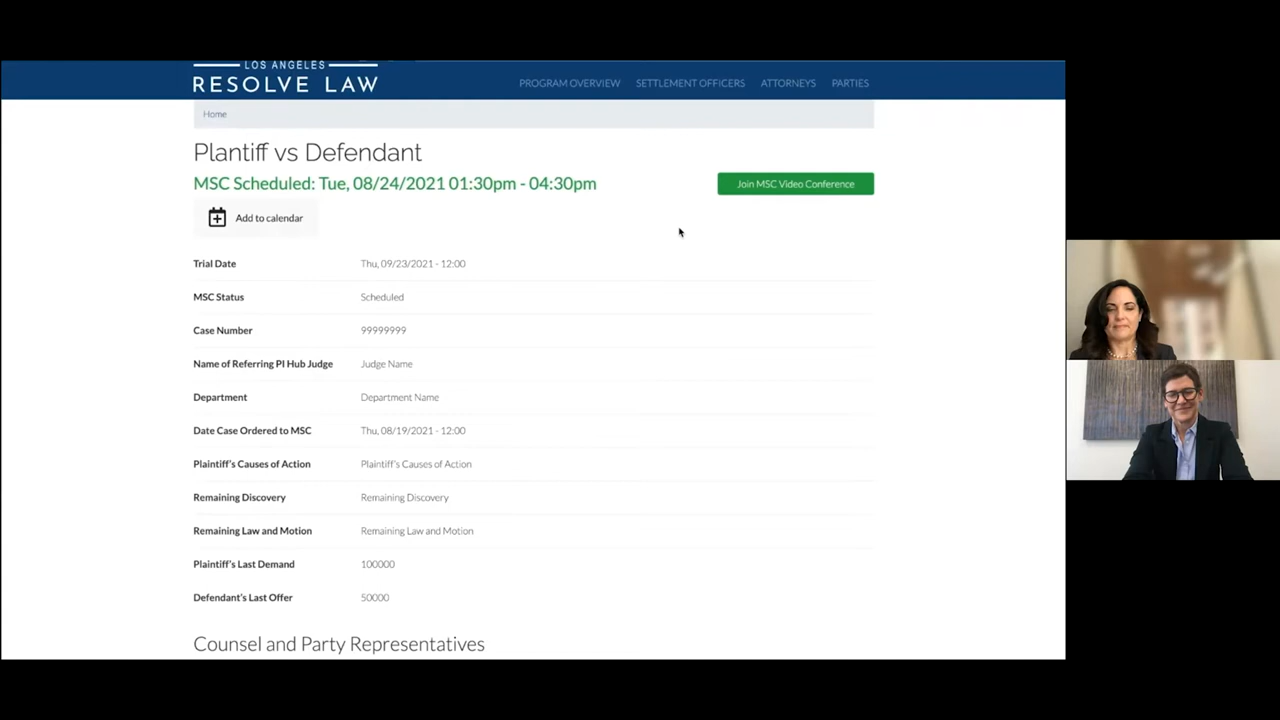 LOS ANGELES
RESOLVE LAW
PROGRAM OVERVIEW SETTLEMENT OFFICERS ATTORNEYS PARTIES
Home
Plantiff vs Defendant
MSC Scheduled: Tue, 08/24/2021 01:30pm - 04:30pm
Join MSC Video Conference
Add to calendar
Trial Date Thu, 09/23/2021 - 12:00
MSC Status Scheduled
Case Number 99999999
Name of Referring PI Hub Judge Judge Name
Department Department Name
Date Case Ordered to MSC Thu, 08/19/2021 - 12:00
Plaintiff's Causes of Action Plaintiff's Causes of Action
Remaining Discovery Remaining Discovery
Remaining Law and Motion Remaining Law and Motion
Plaintiff's Last Demand 100000
Defendant's Last Offer 50000
Counsel and Party Representatives